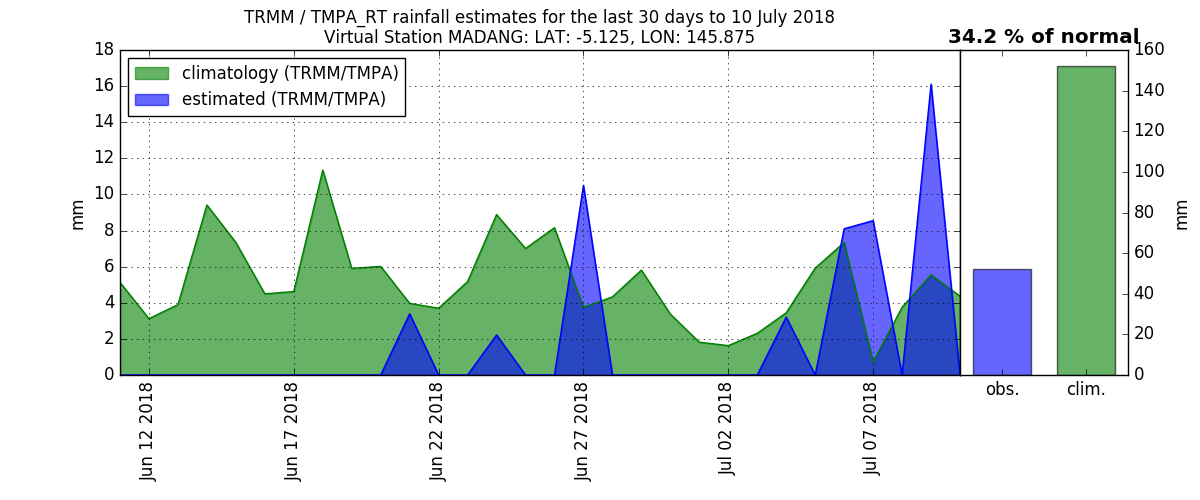 TRMM / TMPA_RT rainfall estimates for the last 30 days to 10 July 2018
Virtual Station MADANG: LAT: -5.125, LON: 145.875
34.2 % of normal
climatology (TRMM/TMPA)
estimated (TRMM/TMPA)
mm
18
16
14
12
10
8
6
4
2
0
Jun 12 2018
Jun 17 2018
Jun 22 2018
Jun 27 2018
Jul 02 2018
Jul 07 2018
obs.
clim.
160
140
120
100
80
60
40
20
0
mm